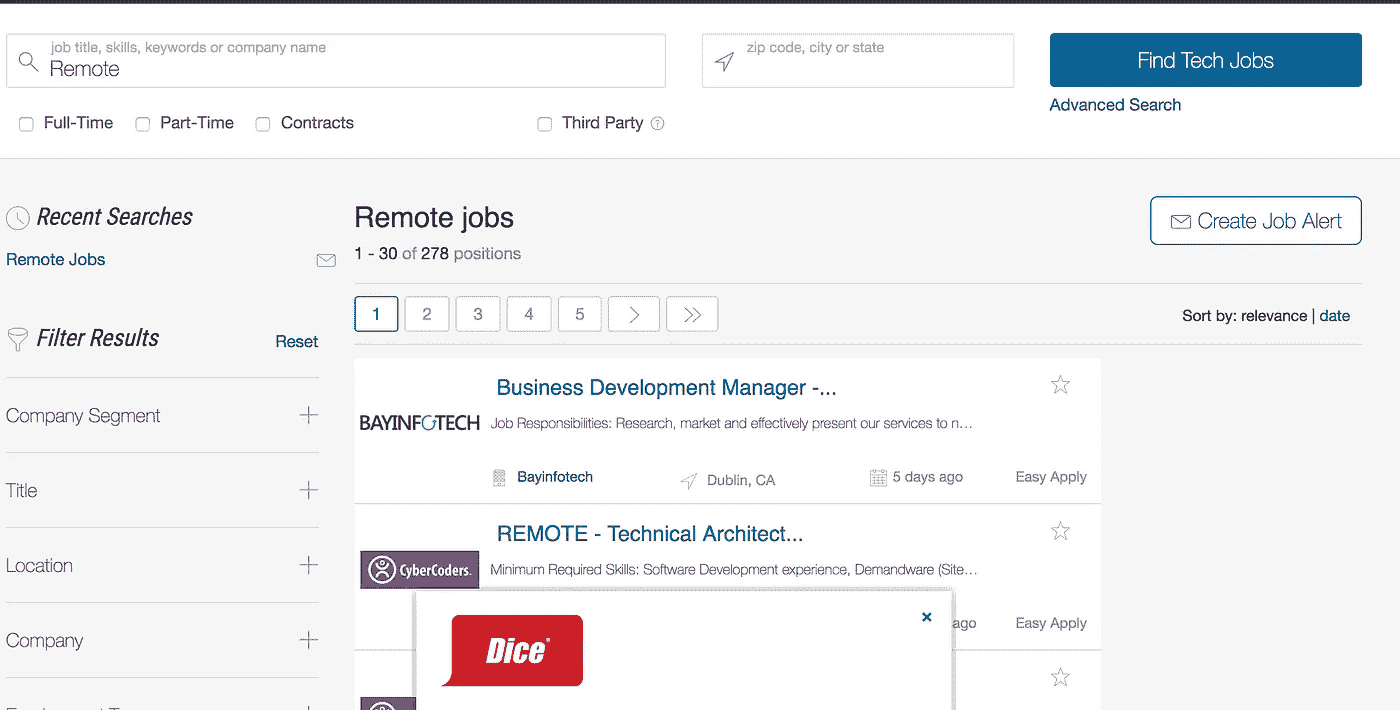 job title, skills, keywords or company name
Remote
zip code, city or state
Find Tech Jobs
Advanced Search
Full-Time
Part-Time
Contracts
Third Party
?
Recent Searches
Remote Jobs
Filter Results
Reset
Company Segment
Title
Location
Company
Remote jobs
1 - 30 of 278 positions
Create Job Alert
1 2 3 4 5
Sort by: relevance | date
Business Development Manager -...
BAYINFOTECH
Job Responsibilities: Research, market and effectively present our services to n…
Bayinfotech
Dublin, CA
5 days ago
Easy Apply
REMOTE - Technical Architect...
CyberCoders.
Minimum Required Skills: Software Development experience, Demandware (Site…
ago
Easy Apply
Dice®